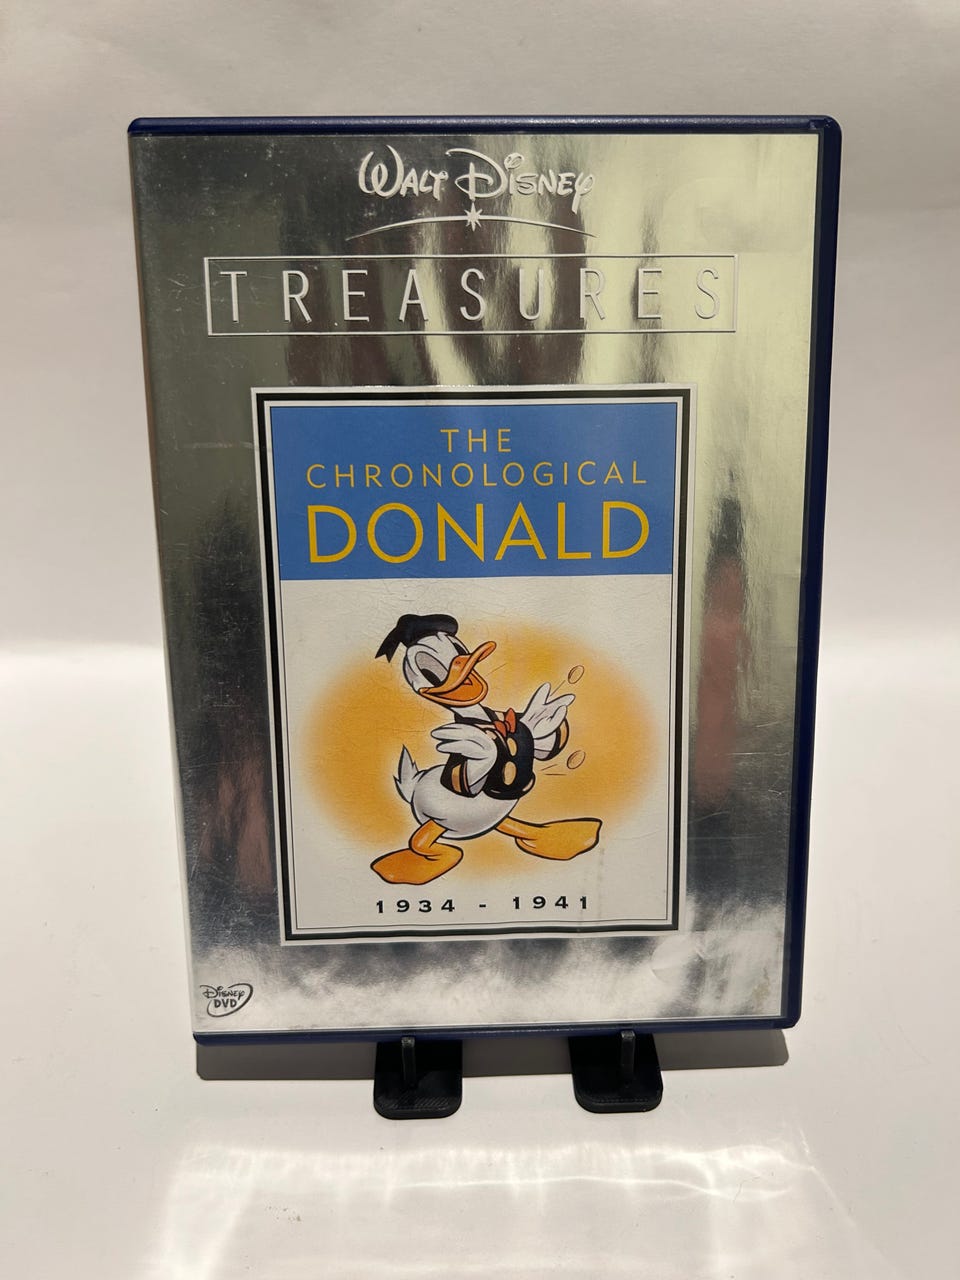 WALT DISNEY
TREASURES
THE
CHRONOLOGICAL
DONALD
1934 - 1941
DISNEY
DVD